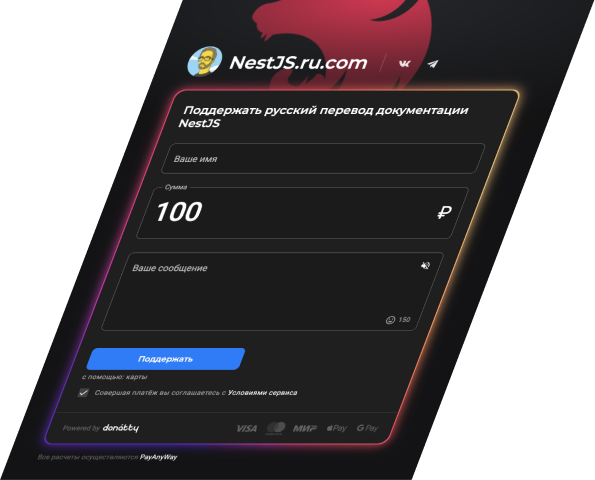 NestJS.ru.com
Поддержать русский перевод документации
NestJS
Ваше имя
Сумма
100 ₽
Ваше сообщение
150
Поддержать
с помощью: карты
Совершая платёж вы соглашаетесь с Условиями сервиса
Powered by donatty
VISA МИР Pay G Pay
Все расчеты осуществляются PayAnyWay